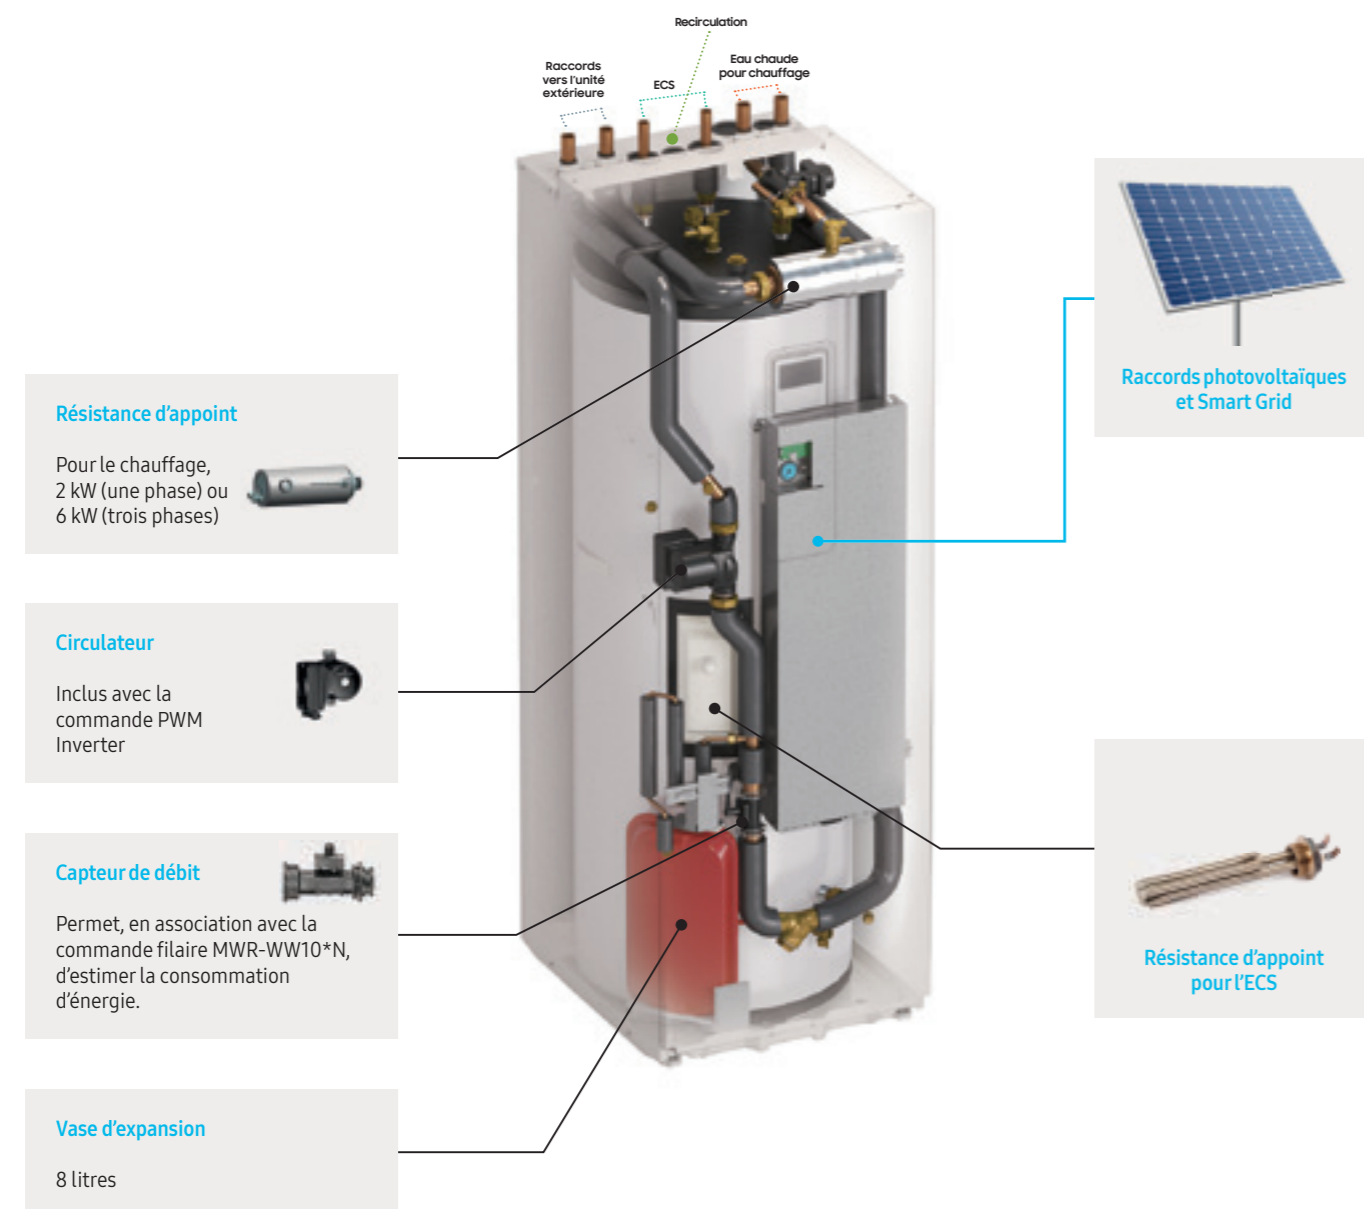 Recirculation
Raccords
vers l'unité
extérieure
ECS
Eau chaude
pour chauffage
Raccords photovoltaïques
et Smart Grid
Résistance d'appoint
Pour le chauffage,
2 kW (une phase) ou
6 kW (trois phases)
Circulateur
Inclus avec la
commande PWM
Inverter
Capteur de débit
Permet, en association avec la
commande filaire MWR-WW10*N,
d'estimer la consommation
d'énergie.
Résistance d'appoint
pour l'ECS
Vase d'expansion
8 litres